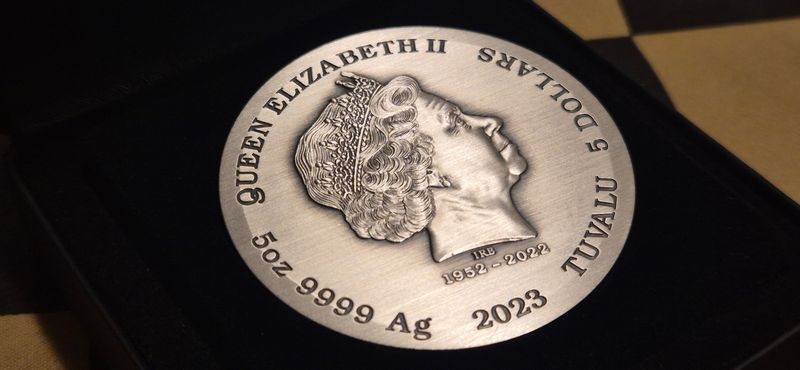 QUEEN ELIZABETH II
5 DOLLARS
TUVALU
2023
5oz 9999 Ag
IRB
1952 - 2022